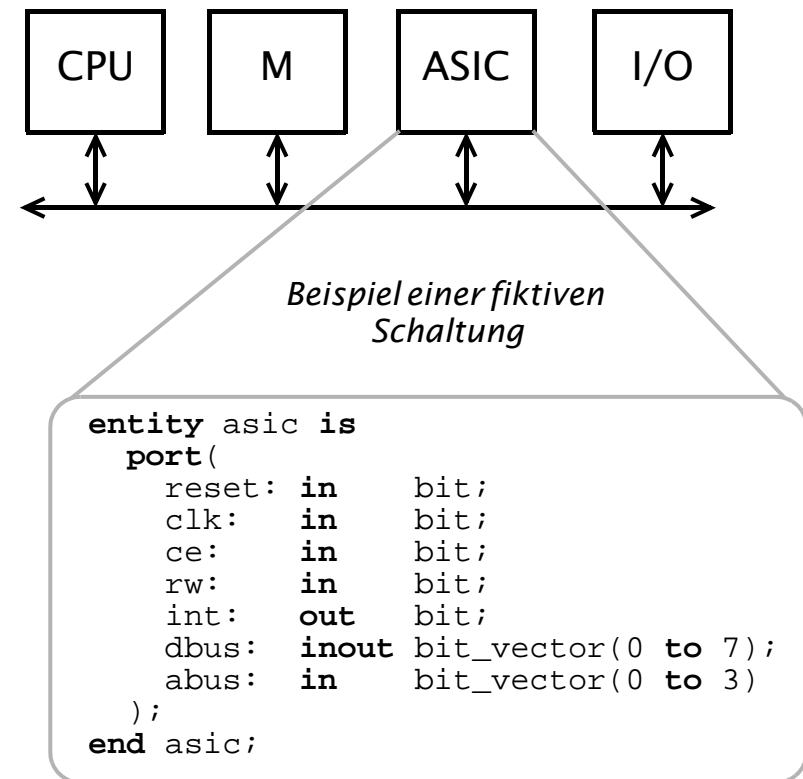 CPU M ASIC I/O
Beispiel einer fiktiven
Schaltung
entity asic is
  port(
    reset: in    bit;
    clk:   in    bit;
    ce:    in    bit;
    rw:    in    bit;
    int:   out   bit;
    dbus:  inout bit_vector(0 to 7);
    abus:  in    bit_vector(0 to 3)
  );
end asic;